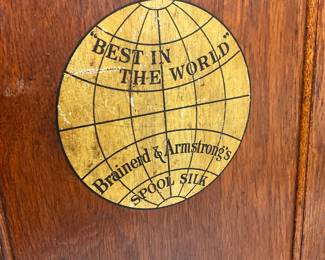 "BEST IN
THE WORLD"
Brainerd & Armstrong's
SPOOL SILK